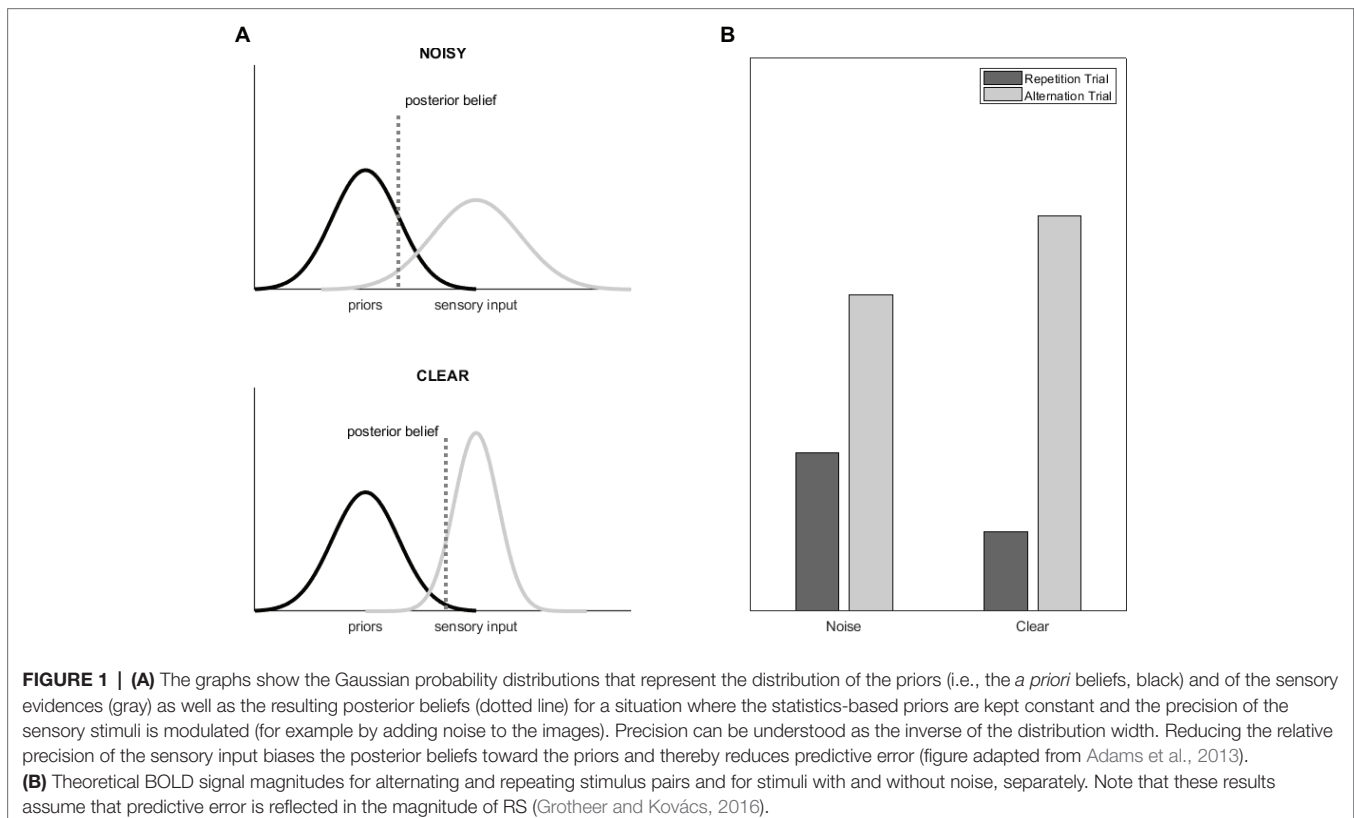 A
NOISY
posterior belief
priors
sensory input
CLEAR
posterior belief
priors
sensory input
B
Repetition Trial
Alternation Trial
Noise
Clear
FIGURE 1 | (A) The graphs show the Gaussian probability distributions that represent the distribution of the priors (i.e., the a priori beliefs, black) and of the sensory
evidences (gray) as well as the resulting posterior beliefs (dotted line) for a situation where the statistics-based priors are kept constant and the precision of the
sensory stimuli is modulated (for example by adding noise to the images). Precision can be understood as the inverse of the distribution width. Reducing the relative
precision of the sensory input biases the posterior beliefs toward the priors and thereby reduces predictive error (figure adapted from Adams et al., 2013).
(B) Theoretical BOLD signal magnitudes for alternating and repeating stimulus pairs and for stimuli with and without noise, separately. Note that these results
assume that predictive error is reflected in the magnitude of RS (Grotheer and Kovács, 2016).